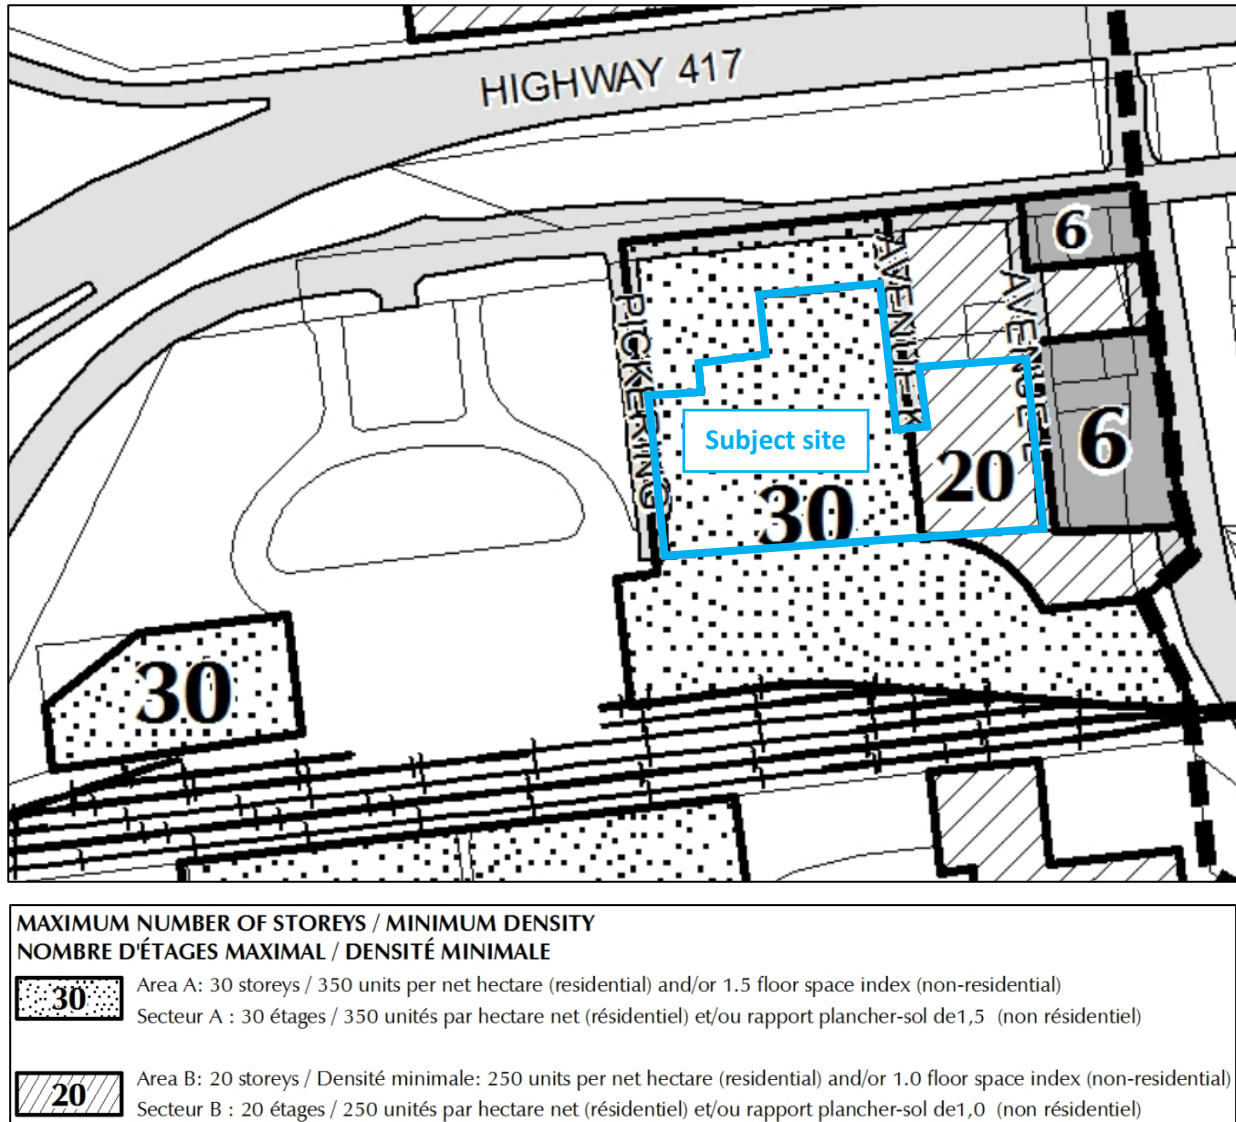 HIGHWAY 417
6
PICKERING
AVENUE K
AVENUE L
6
Subject site
20
30
30
MAXIMUM NUMBER OF STOREYS / MINIMUM DENSITY
NOMBRE D'ÉTAGES MAXIMAL / DENSITÉ MINIMALE
30
Area A: 30 storeys / 350 units per net hectare (residential) and/or 1.5 floor space index (non-residential)
Secteur A : 30 étages / 350 unités par hectare net (résidentiel) et/ou rapport plancher-sol de1,5 (non résidentiel)
20
Area B: 20 storeys / Densité minimale: 250 units per net hectare (residential) and/or 1.0 floor space index (non-residential)
Secteur B : 20 étages / 250 unités par hectare net (résidentiel) et/ou rapport plancher-sol de1,0 (non résidentiel)